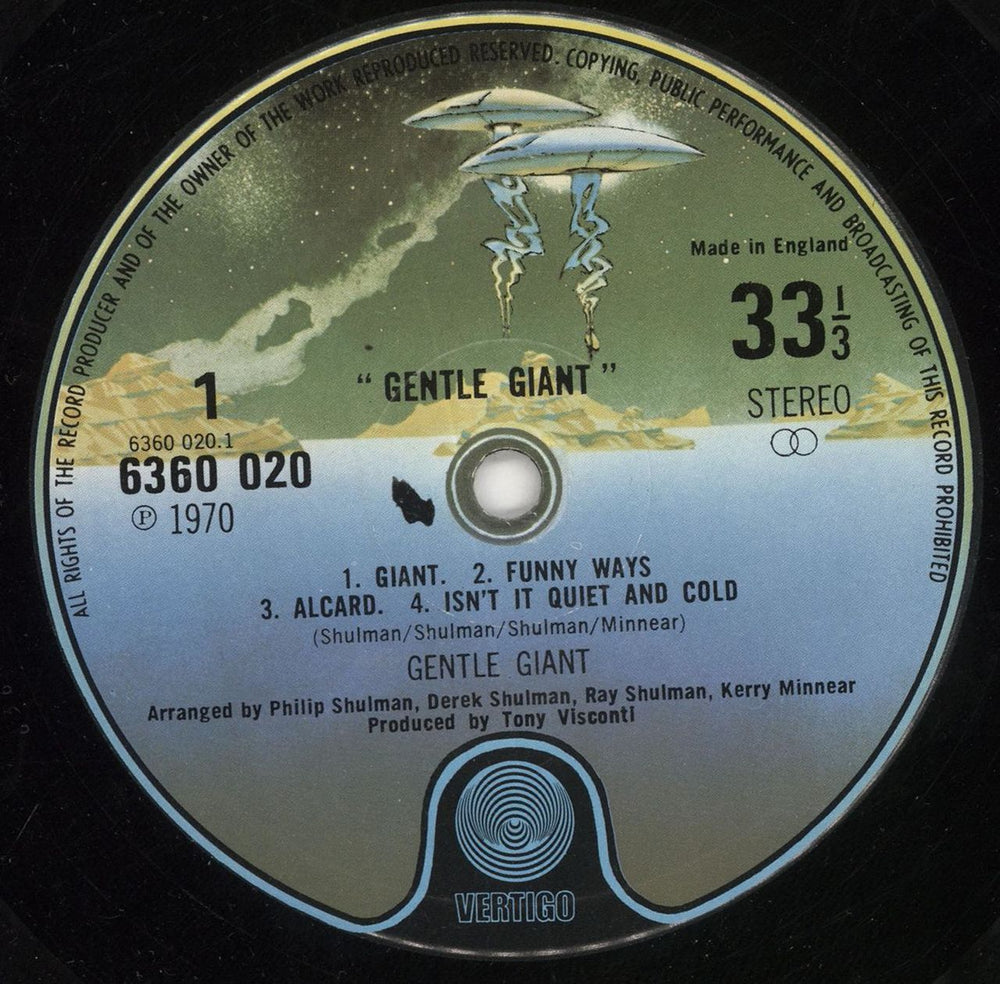 ALL RIGHTS OF THE RECORD PRODUCER AND OF THE OWNER OF THE WORK REPRODUCED RESERVED. COPYING, PUBLIC PERFORMANCE AND BROADCASTING OF THIS RECORD PROHIBITED
Made in England
33 1/3
STEREO
"GENTLE GIANT"
1
6360 020.1
6360 020
Ⓟ 1970
1. GIANT. 2. FUNNY WAYS
3. ALCARD. 4. ISN'T IT QUIET AND COLD
(Shulman/Shulman/Shulman/Minnear)
GENTLE GIANT
Arranged by Philip Shulman, Derek Shulman, Ray Shulman, Kerry Minnear
Produced by Tony Visconti
VERTIGO